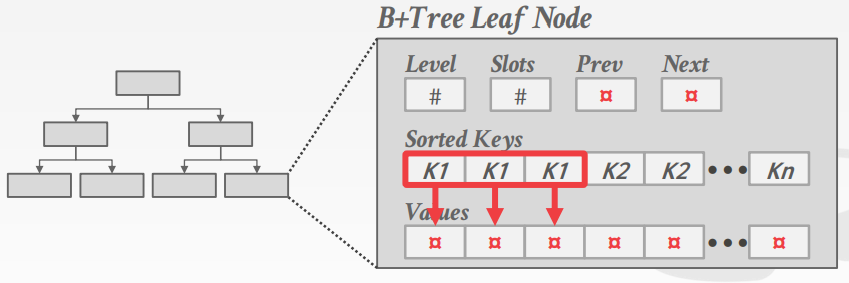 B+Tree Leaf Node
Level Slots Prev Next
# # ¤ ¤
Sorted Keys
K1 K1 K1 K2 K2 ••• Kn
Values
¤ ¤ ¤ ¤ ¤ ••• ¤